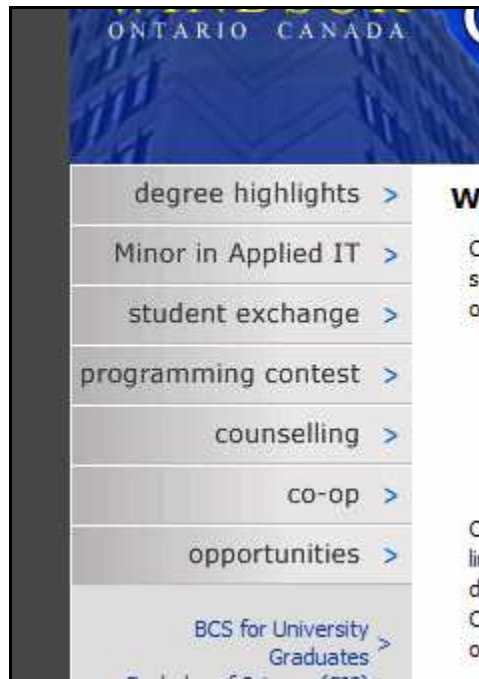 WINDSOR
ONTARIO CANADA
degree highlights >
Minor in Applied IT >
student exchange >
programming contest >
counselling >
co-op >
opportunities >
BCS for University
Graduates >